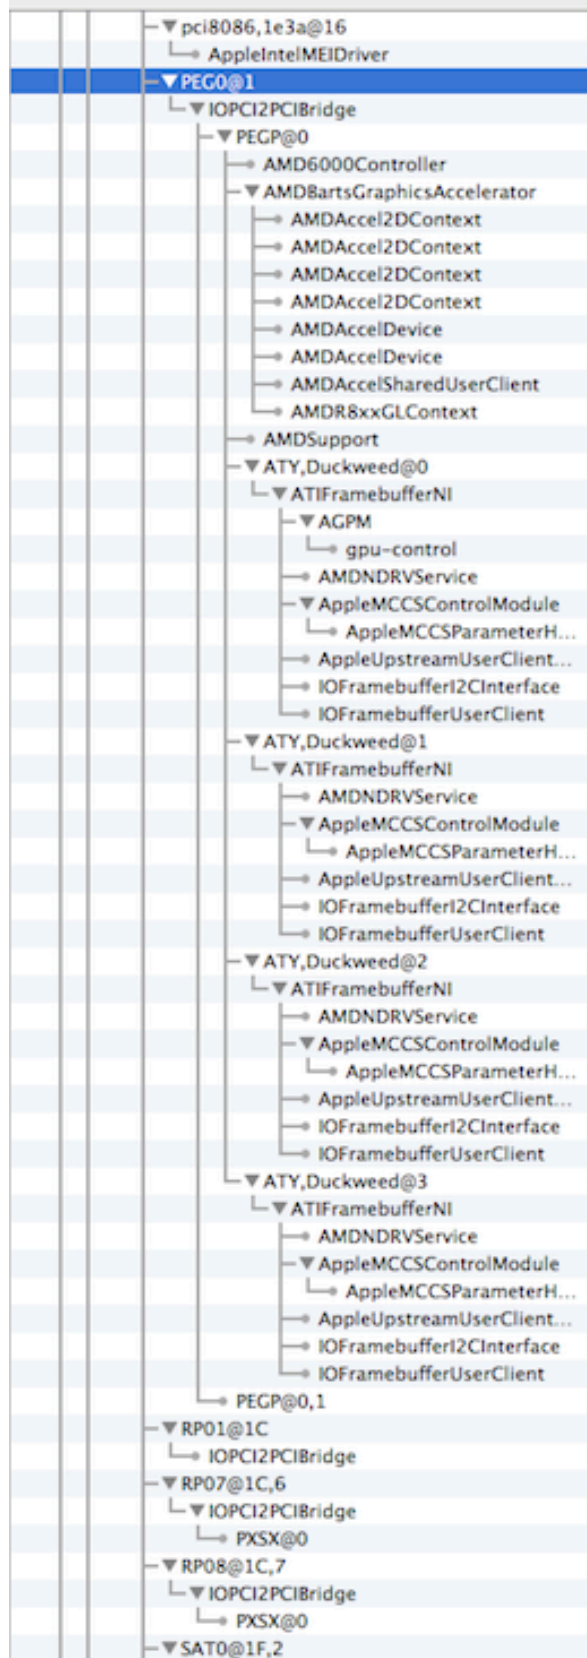 pci8086,1e3a@16
AppleIntelMEIDriver
PEG0@1
IOPCI2PCIBridge
PEGP@0
AMD6000Controller
AMDBartsGraphicsAccelerator
AMDAccel2DContext
AMDAccel2DContext
AMDAccel2DContext
AMDAccel2DContext
AMDAccelDevice
AMDAccelDevice
AMDAccelSharedUserClient
AMDR8xxGLContext
AMDSupport
ATY,Duckweed@0
ATIFramebufferNI
AGPM
gpu-control
AMDNDRVService
AppleMCCSControlModule
AppleMCCSParameterH...
AppleUpstreamUserClient...
IOFramebufferI2CInterface
IOFramebufferUserClient
ATY,Duckweed@1
ATIFramebufferNI
AMDNDRVService
AppleMCCSControlModule
AppleMCCSParameterH...
AppleUpstreamUserClient...
IOFramebufferI2CInterface
IOFramebufferUserClient
ATY,Duckweed@2
ATIFramebufferNI
AMDNDRVService
AppleMCCSControlModule
AppleMCCSParameterH...
AppleUpstreamUserClient...
IOFramebufferI2CInterface
IOFramebufferUserClient
ATY,Duckweed@3
ATIFramebufferNI
AMDNDRVService
AppleMCCSControlModule
AppleMCCSParameterH...
AppleUpstreamUserClient...
IOFramebufferI2CInterface
IOFramebufferUserClient
PEGP@0,1
RP01@1C
IOPCI2PCIBridge
RP07@1C,6
IOPCI2PCIBridge
PXSX@0
RP08@1C,7
IOPCI2PCIBridge
PXSX@0
SAT0@1F,2